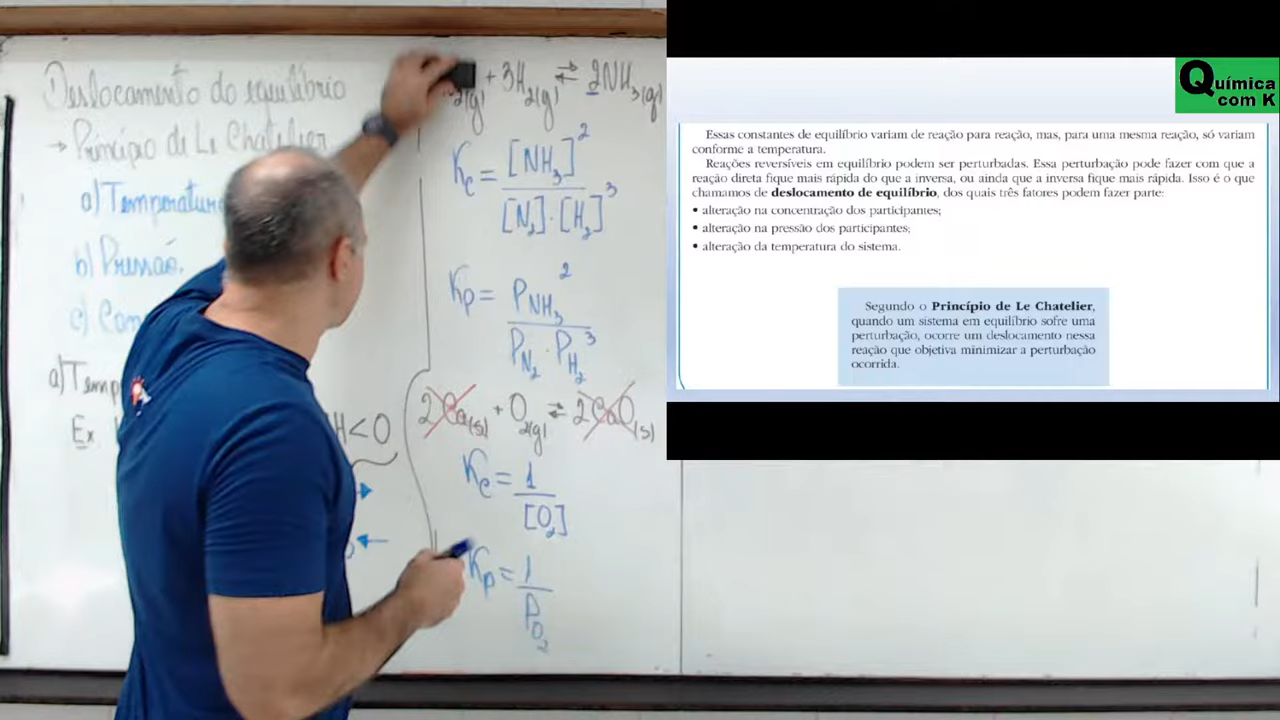 Deslocamento do equilíbrio
→ Princípio de Le Chatelier
a) Temperatura
b) Pressão.
c)
a)
Ex
H<0
2(g) + 3H2(g) ⇌ 2NH3(g)
Kc = [NH3]^2 / [N2] · [H2]^3
Kp = PNH3^2 / PN2 · PH2^3
2Ca(s) + O2(g) ⇌ 2CaO(s)
Kc = 1 / [O2]
Kp = 1 / PO2
Química
com K
Essas constantes de equilíbrio variam de reação para reação, mas, para uma mesma reação, só variam
conforme a temperatura.
Reações reversíveis em equilíbrio podem ser perturbadas. Essa perturbação pode fazer com que a
reação direta fique mais rápida do que a inversa, ou ainda que a inversa fique mais rápida. Isso é o que
chamamos de deslocamento de equilíbrio, dos quais três fatores podem fazer parte:
• alteração na concentração dos participantes;
• alteração na pressão dos participantes;
• alteração da temperatura do sistema.
Segundo o Princípio de Le Chatelier,
quando um sistema em equilíbrio sofre uma
perturbação, ocorre um deslocamento nessa
reação que objetiva minimizar a perturbação
ocorrida.